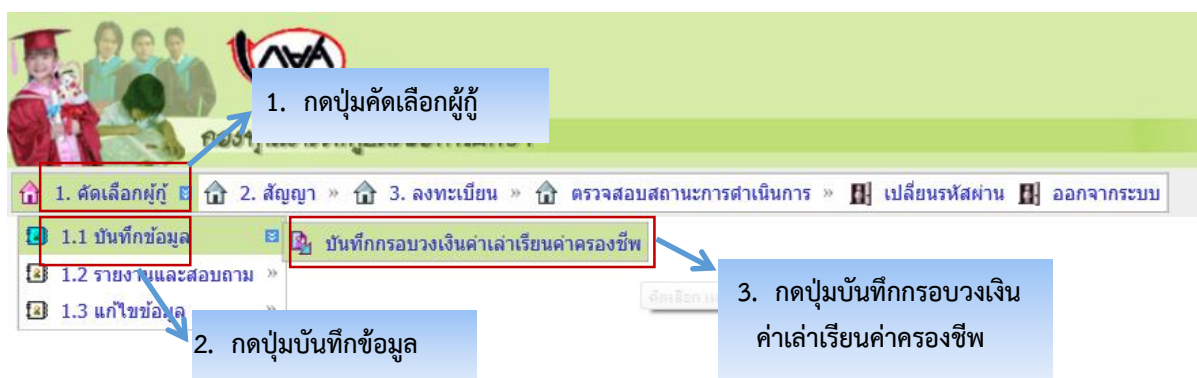 กยศ
1. กดปุ่มคัดเลือกผู้กู้
1. คัดเลือกผู้กู้ 2. สัญญา » 3. ลงทะเบียน » ตรวจสอบสถานะการดำเนินการ » เปลี่ยนรหัสผ่าน ออกจากระบบ
1.1 บันทึกข้อมูล บันทึกกรอบวงเงินค่าเล่าเรียนค่าครองชีพ
1.2 รายงานและสอบถาม »
1.3 แก้ไขข้อมูล »
คัดเลือก
2. กดปุ่มบันทึกข้อมูล
3. กดปุ่มบันทึกกรอบวงเงิน
ค่าเล่าเรียนค่าครองชีพ